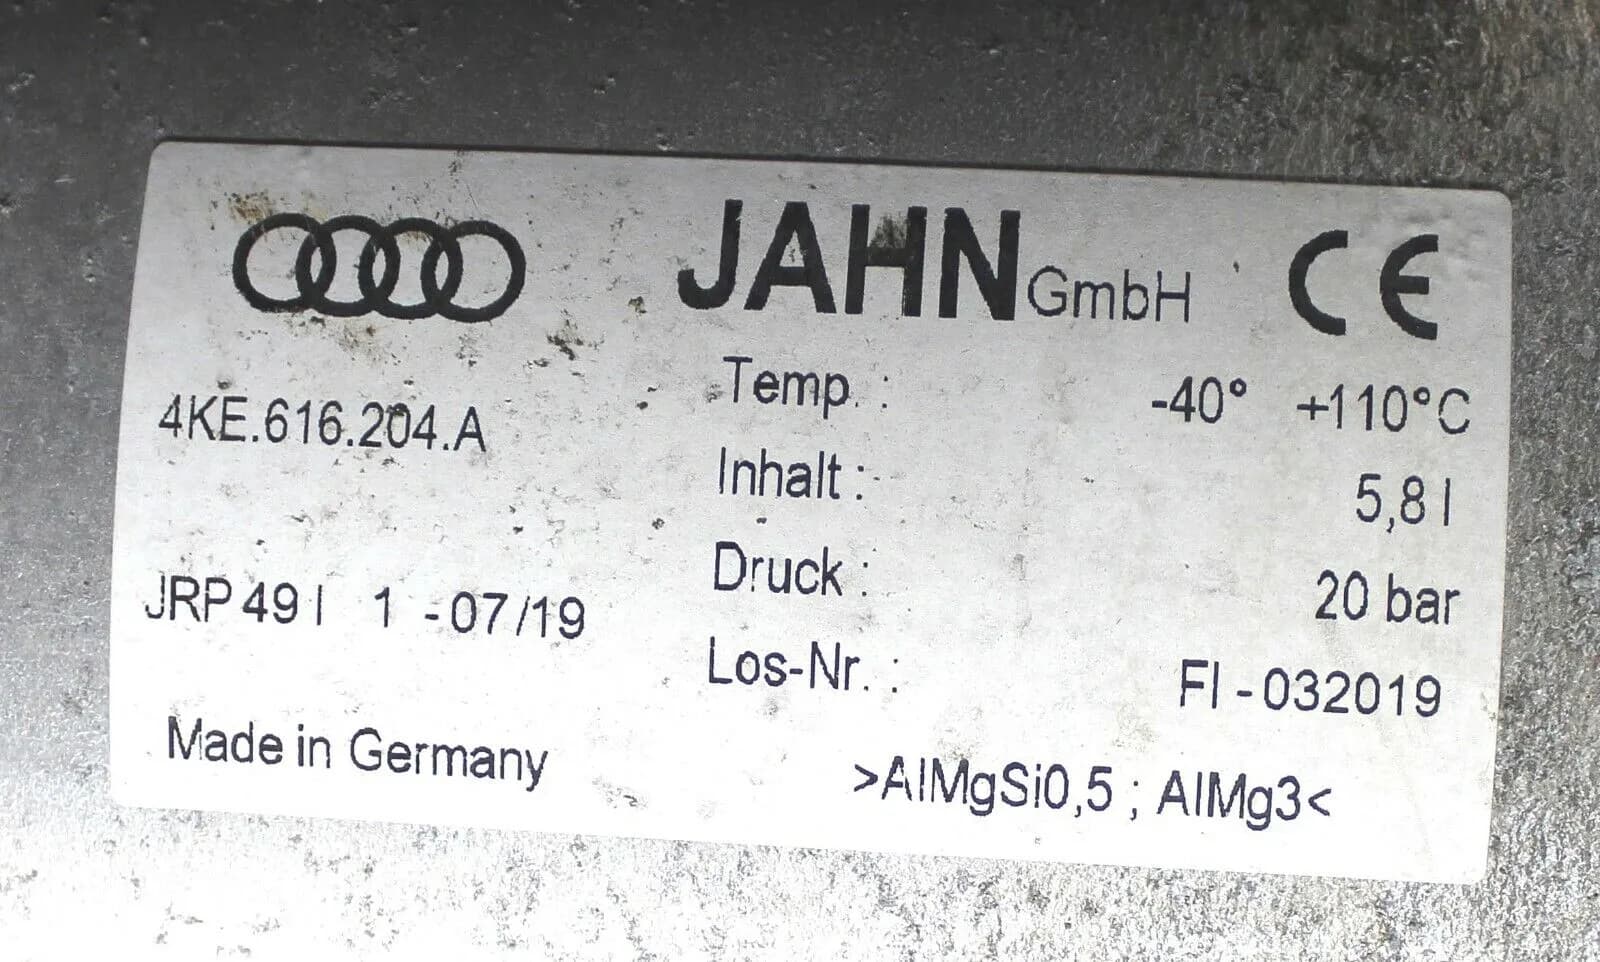 JAHN GmbH CE
4KE.616.204.A
Temp. : -40° +110°C
Inhalt : 5,8 l
Druck : 20 bar
JRP 49 I 1 - 07/19
Los-Nr. : FI - 032019
Made in Germany
>AlMgSi0,5 ; AlMg3<